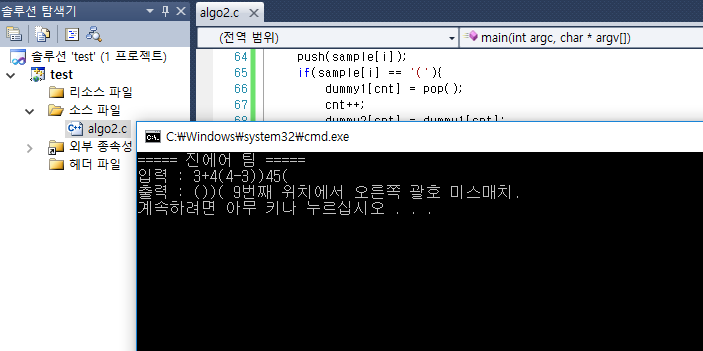 솔루션 탐색기
솔루션 'test' (1 프로젝트)
test
리소스 파일
소스 파일
algo2.c
외부 종속성
헤더 파일
algo2.c
(전역 범위)
main(int argc, char * argv[])
64 push(sample[i]);
65 if(sample[i] == '('){
66 dummy1[cnt] = pop();
67 cnt++;
68 dummy2[cnt] = dummy1[cnt];
C:₩Windows₩system32₩cmd.exe
===== 진에어 팀 =====
입력 : 3+4(4-3))45(
출력 : ())( 9번째 위치에서 오른쪽 괄호 미스매치.
계속하려면 아무 키나 누르십시오 . . .